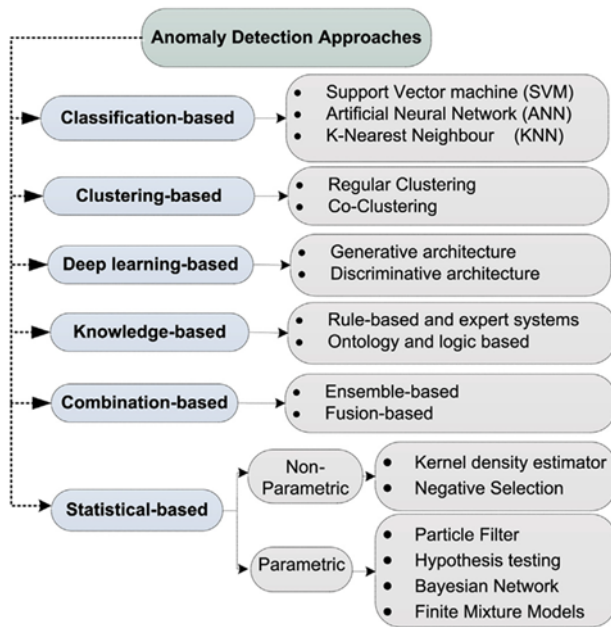 Anomaly Detection Approaches
Classification-based
• Support Vector machine (SVM)
• Artificial Neural Network (ANN)
• K-Nearest Neighbour (KNN)
Clustering-based
• Regular Clustering
• Co-Clustering
Deep learning-based
• Generative architecture
• Discriminative architecture
Knowledge-based
• Rule-based and expert systems
• Ontology and logic based
Combination-based
• Ensemble-based
• Fusion-based
Statistical-based
Non-
Parametric
• Kernel density estimator
• Negative Selection
Parametric
• Particle Filter
• Hypothesis testing
• Bayesian Network
• Finite Mixture Models